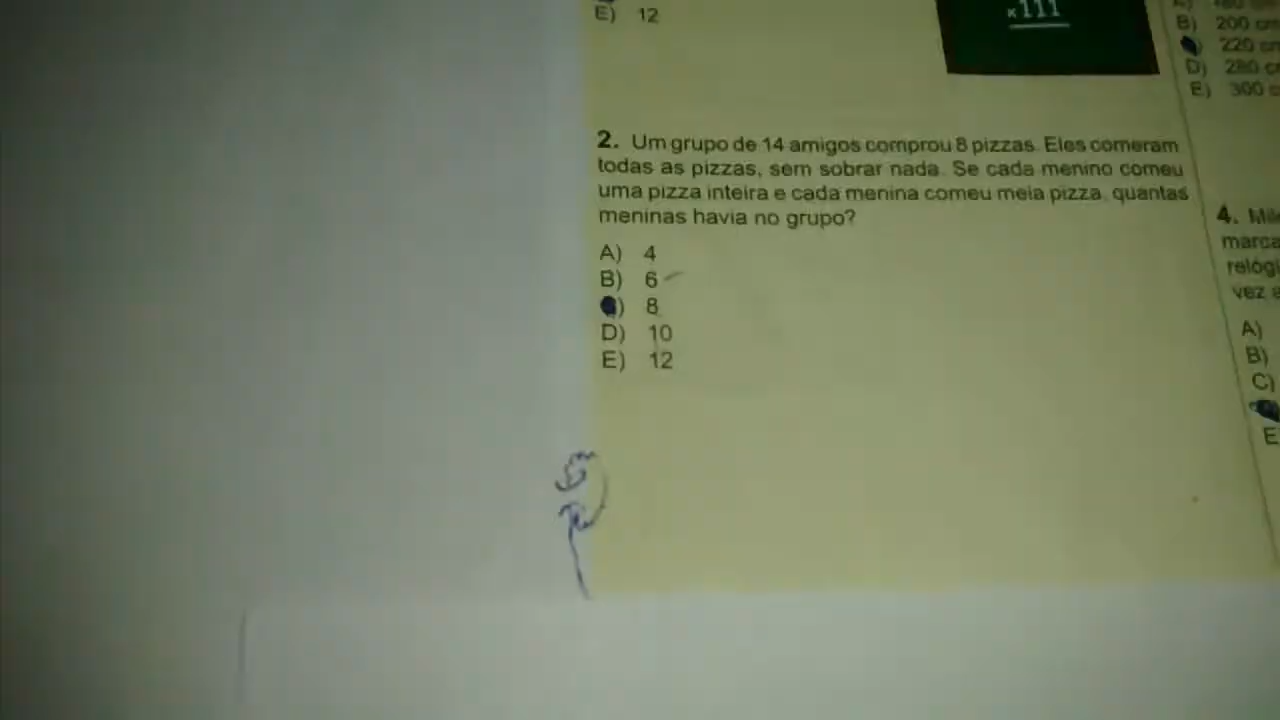 E) 12
×111
B) 200
220
D) 280
E) 300
2. Um grupo de 14 amigos comprou 8 pizzas. Eles comeram
todas as pizzas, sem sobrar nada. Se cada menino comeu
uma pizza inteira e cada menina comeu meia pizza, quantas
meninas havia no grupo?
A) 4
B) 6
) 8
D) 10
E) 12
4.
vez
A)
B)
C)
E